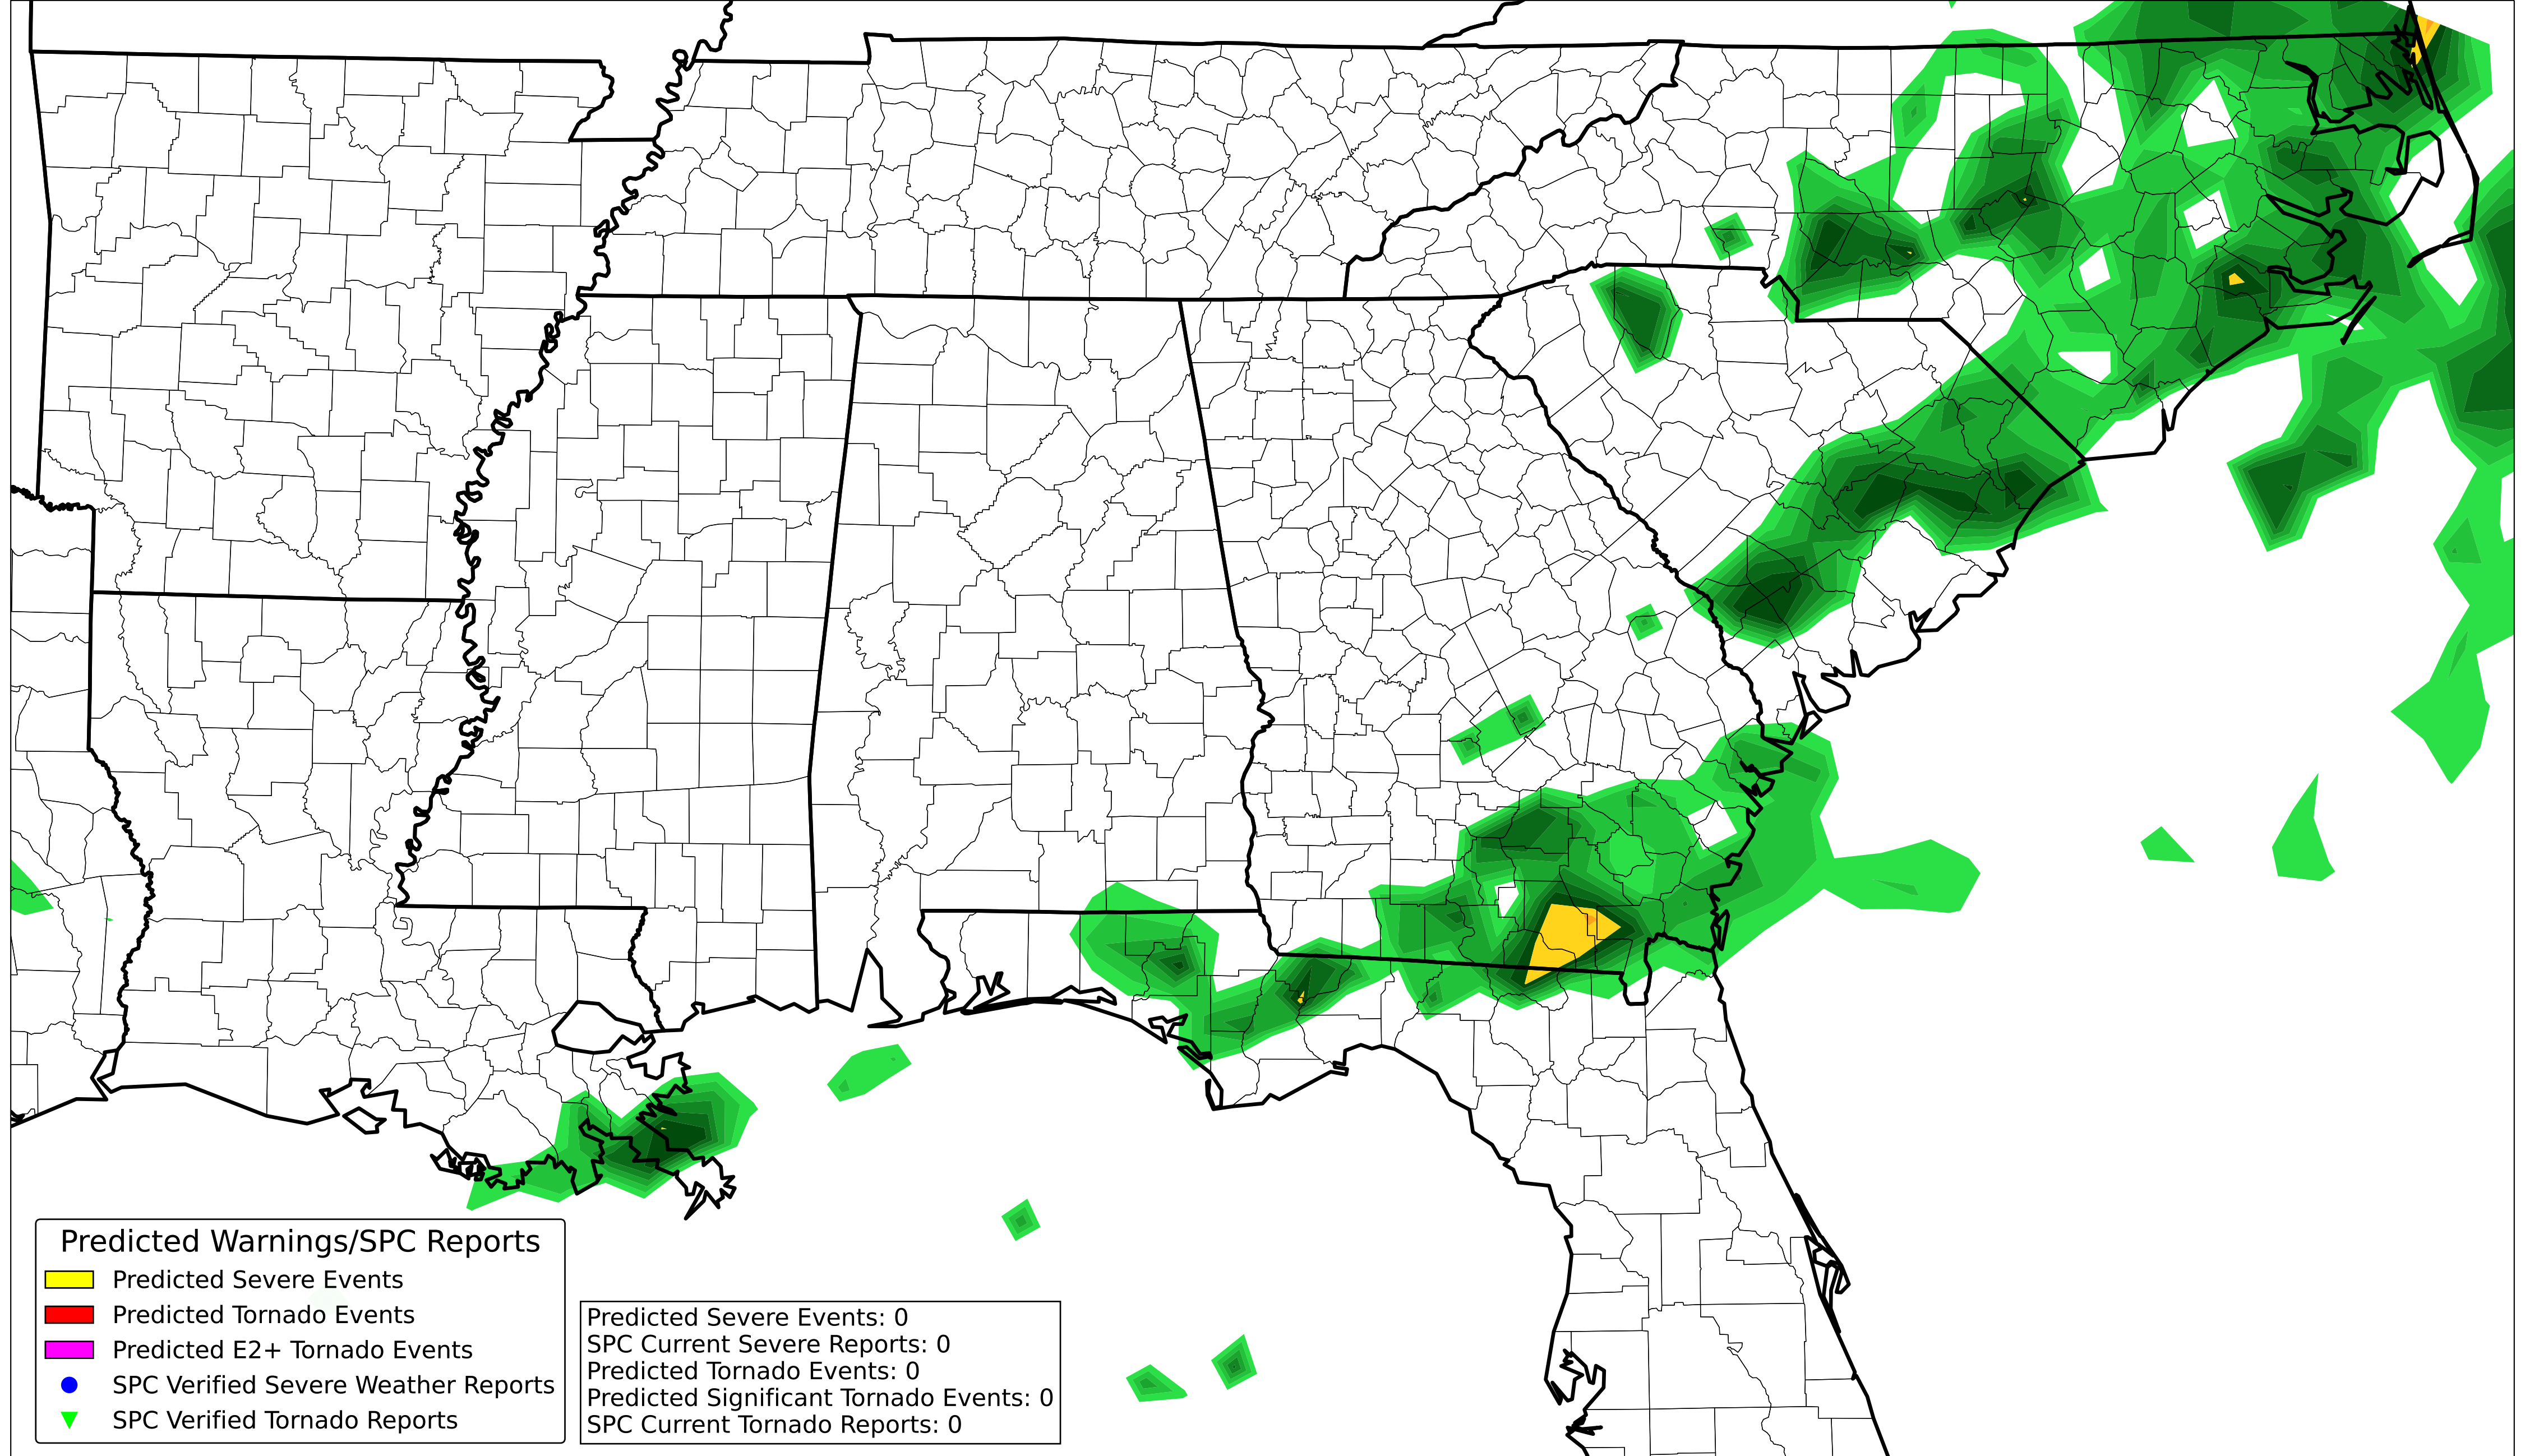 Predicted Warnings/SPC Reports
Predicted Severe Events
Predicted Tornado Events
Predicted E2+ Tornado Events
SPC Verified Severe Weather Reports
SPC Verified Tornado Reports
Predicted Severe Events: 0
SPC Current Severe Reports: 0
Predicted Tornado Events: 0
Predicted Significant Tornado Events: 0
SPC Current Tornado Reports: 0